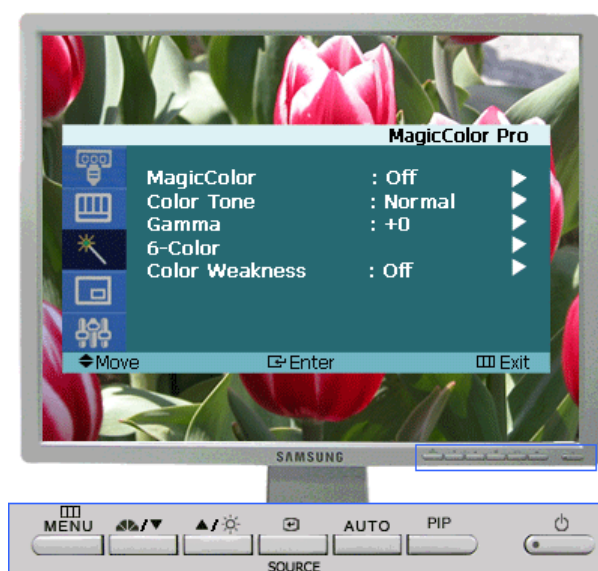 MagicColor Pro
MagicColor : Off
Color Tone : Normal
Gamma : +0
6-Color
Color Weakness : Off
Move Enter Exit
SAMSUNG
MENU / / AUTO PIP
SOURCE